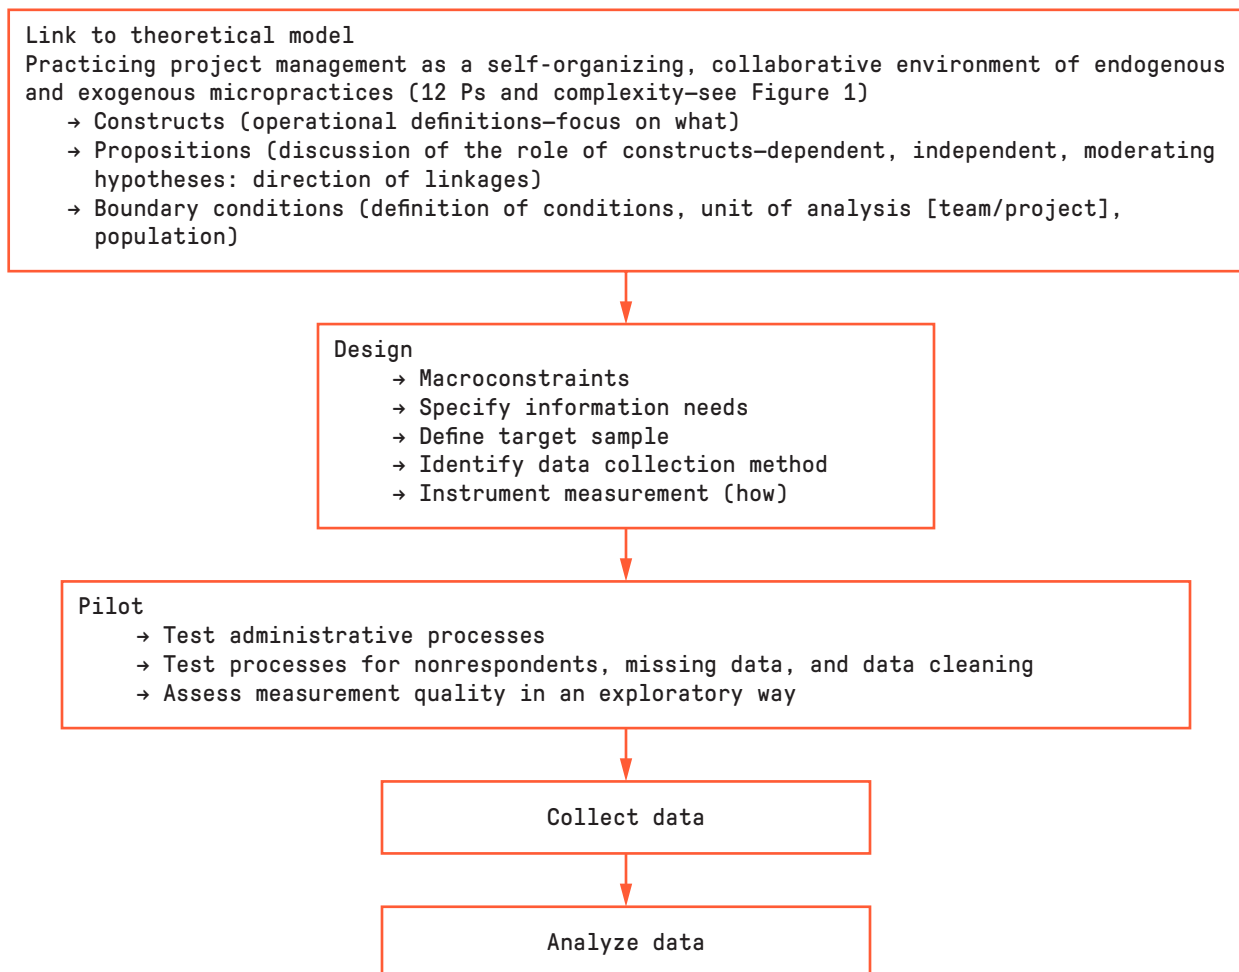 Link to theoretical model
Practicing project management as a self-organizing, collaborative environment of endogenous
and exogenous micropractices (12 Ps and complexity—see Figure 1)
→ Constructs (operational definitions—focus on what)
→ Propositions (discussion of the role of constructs—dependent, independent, moderating
hypotheses: direction of linkages)
→ Boundary conditions (definition of conditions, unit of analysis [team/project],
population)
Design
→ Macroconstraints
→ Specify information needs
→ Define target sample
→ Identify data collection method
→ Instrument measurement (how)
Pilot
→ Test administrative processes
→ Test processes for nonrespondents, missing data, and data cleaning
→ Assess measurement quality in an exploratory way
Collect data
Analyze data